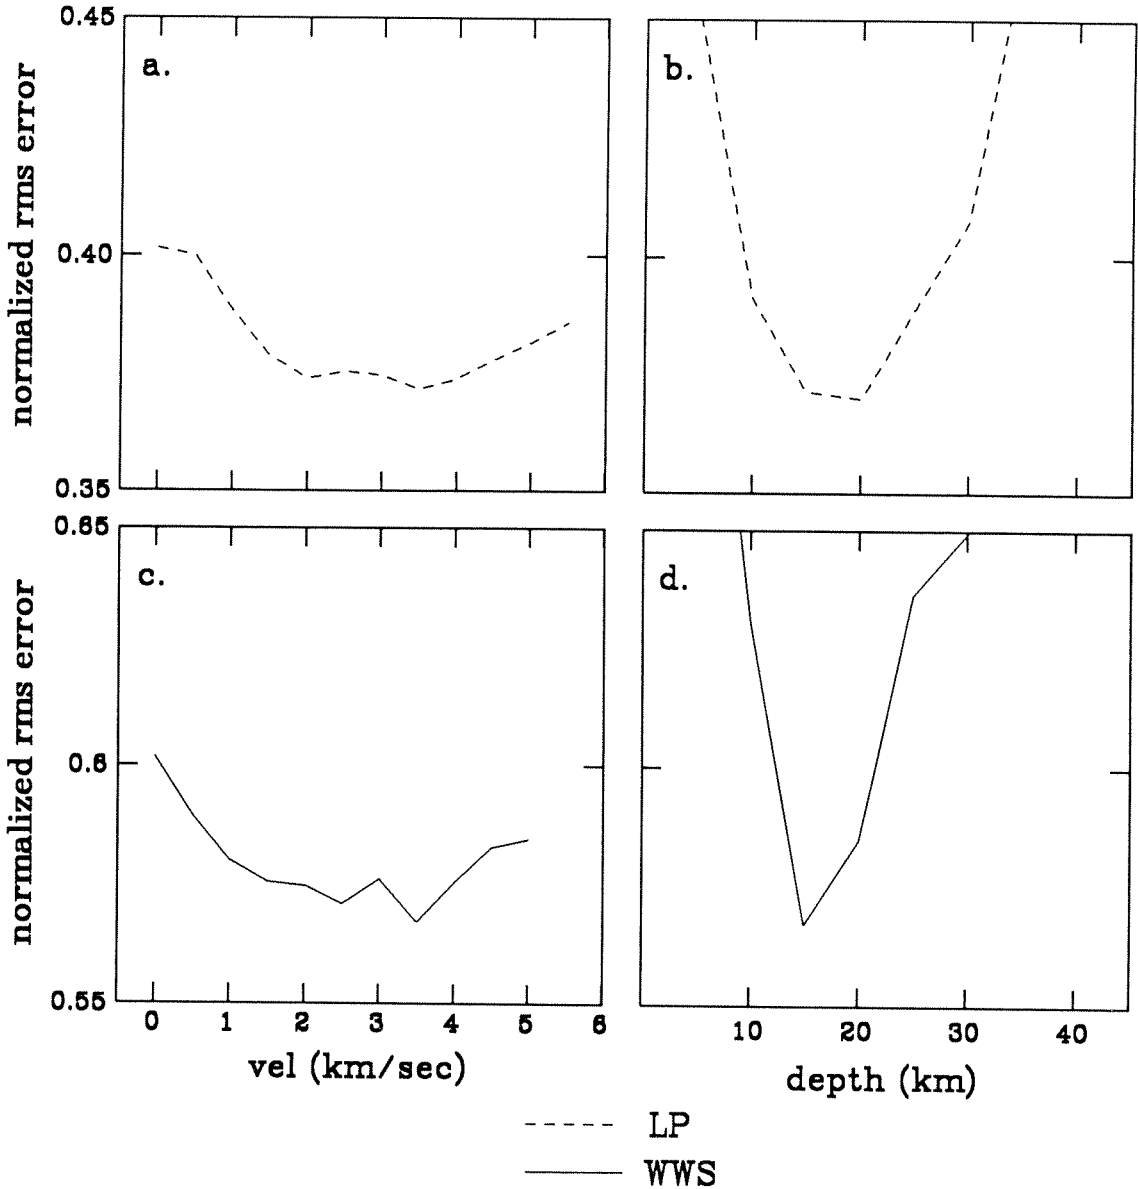 0.45
a.
b.
normalized rms error
0.40
0.35
0.65
c.
d.
normalized rms error
0.6
0.55
0 1 2 3 4 5 6
10 20 30 40
vel (km/sec)
depth (km)
LP
WWS